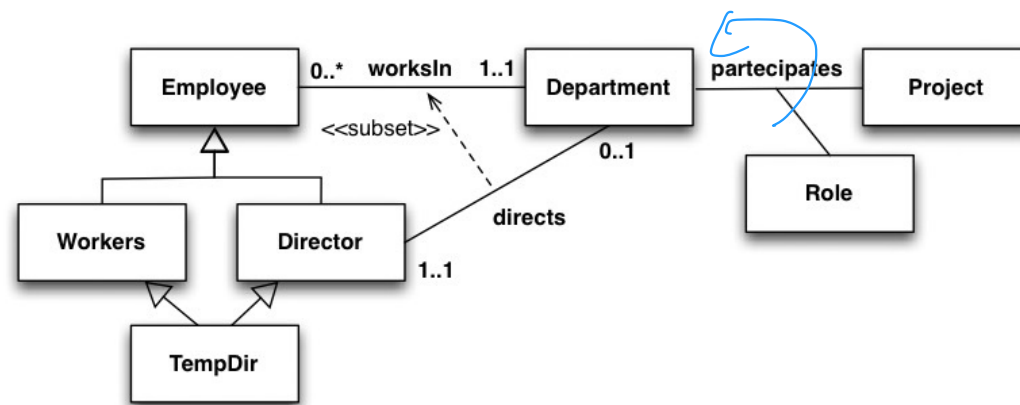 Employee
0..*
worksIn
1..1
Department
partecipates
Project
<<subset>>
0..1
Role
Workers
Director
directs
1..1
TempDir